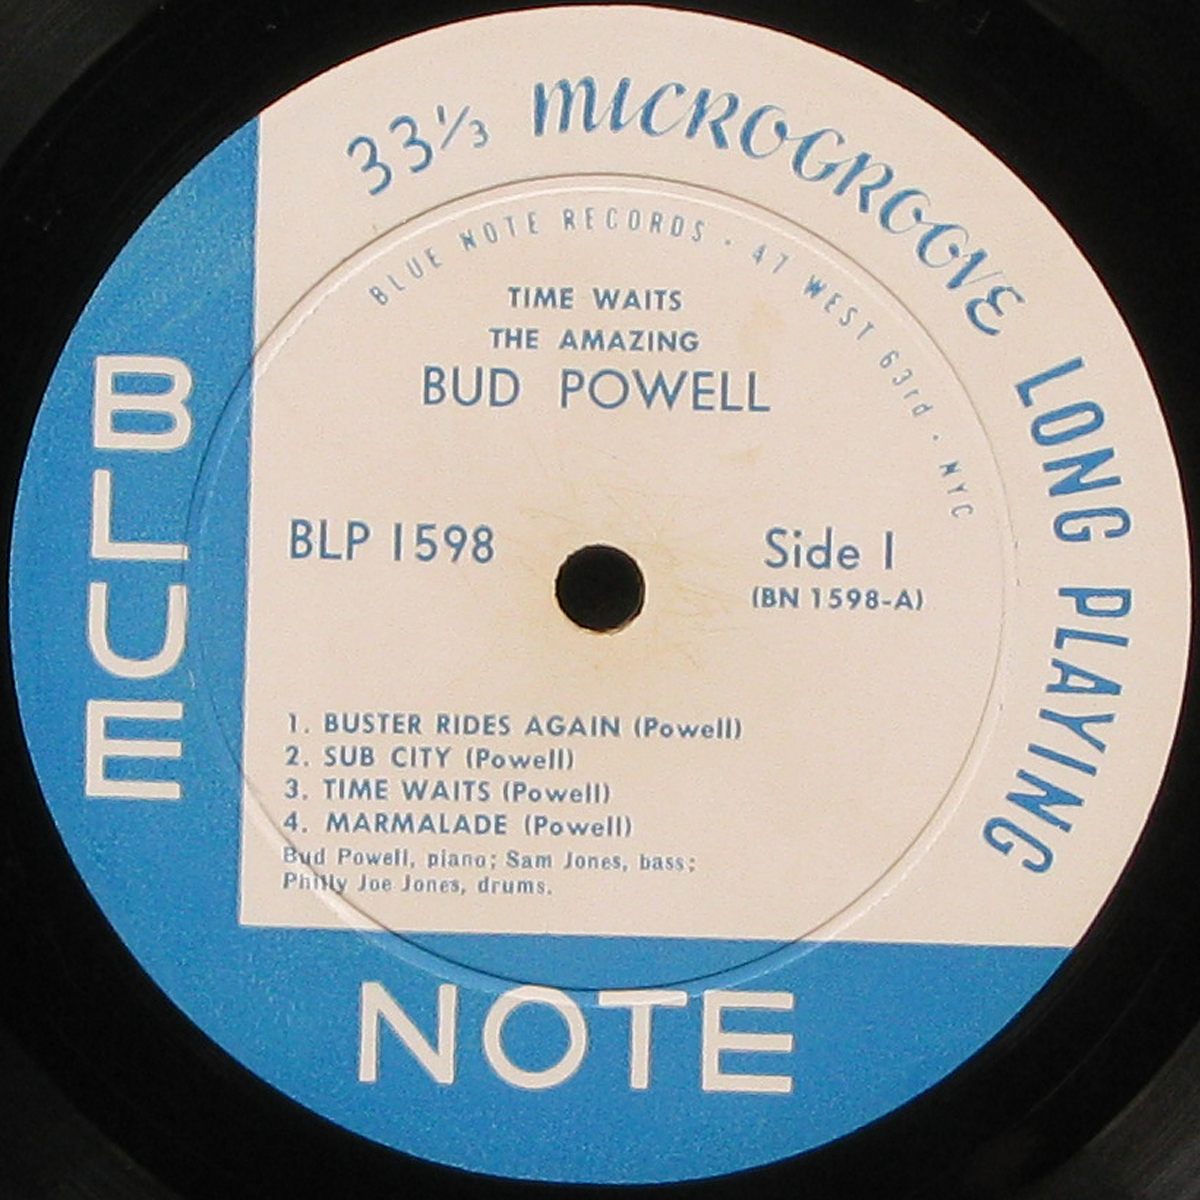 33⅓ MICROGROOVE LONG PLAYING
BLUE NOTE RECORDS · 47 WEST 63rd · NYC
TIME WAITS
THE AMAZING
BUD POWELL
BLP 1598
Side 1
(BN 1598-A)
1. BUSTER RIDES AGAIN (Powell)
2. SUB CITY (Powell)
3. TIME WAITS (Powell)
4. MARMALADE (Powell)
Bud Powell, piano; Sam Jones, bass;
Philly Joe Jones, drums.
BLUE
NOTE